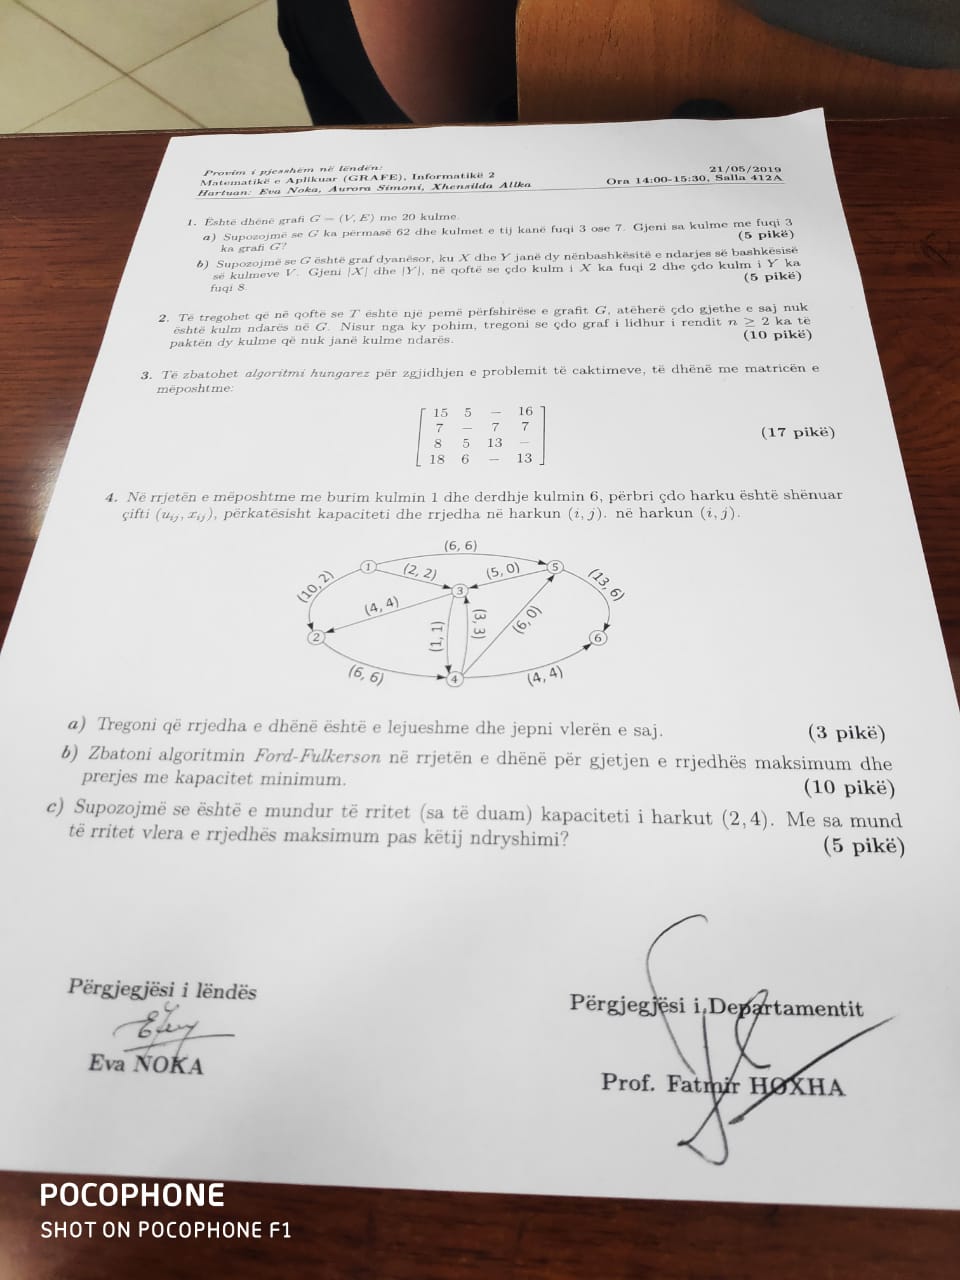 Provim i pjesshëm në lëndën:
Matematikë e Aplikuar (GRAFE), Informatikë 2
Hartuan: Eva Noka, Aurora Simoni, Xhensilda Allka
21/05/2019
Ora 14:00-15:30, Salla 412A
1. Është dhënë grafi G = (V, E) me 20 kulme.
a) Supozojmë se G ka përmasë 62 dhe kulmet e tij kanë fuqi 3 ose 7. Gjeni sa kulme me fuqi 3
ka grafi G? (5 pikë)
b) Supozojmë se G është graf dyanësor, ku X dhe Y janë dy nënbashkësitë e ndarjes së bashkësisë
së kulmeve V. Gjeni |X| dhe |Y|, në qoftë se çdo kulm i X ka fuqi 2 dhe çdo kulm i Y ka
fuqi 8. (5 pikë)
2. Të tregohet që në qoftë se T është një pemë përfshirëse e grafit G, atëherë çdo gjethe e saj nuk
është kulm ndarës në G. Nisur nga ky pohim, tregoni se çdo graf i lidhur i rendit n ≥ 2 ka të
paktën dy kulme që nuk janë kulme ndarës. (10 pikë)
3. Të zbatohet algoritmi hungarez për zgjidhjen e problemit të caktimeve, të dhënë me matricën e
mëposhtme:
15 5 – 16
7 – 7 7
8 5 13 –
18 6 – 13
(17 pikë)
4. Në rrjetën e mëposhtme me burim kulmin 1 dhe derdhje kulmin 6, përbri çdo harku është shënuar
çifti (uij, xij), përkatësisht kapaciteti dhe rrjedha në harkun (i, j). në harkun (i, j).
(6, 6)
1 (2, 2) (5, 0) 5
(10, 2) 3 (13, 6)
(4, 4)
2 (1, 1) (3, 3) (6, 0) 6
(6, 6) 4 (4, 4)
a) Tregoni që rrjedha e dhënë është e lejueshme dhe jepni vlerën e saj. (3 pikë)
b) Zbatoni algoritmin Ford-Fulkerson në rrjetën e dhënë për gjetjen e rrjedhës maksimum dhe
prerjes me kapacitet minimum. (10 pikë)
c) Supozojmë se është e mundur të rritet (sa të duam) kapaciteti i harkut (2, 4). Me sa mund
të rritet vlera e rrjedhës maksimum pas këtij ndryshimi? (5 pikë)
Përgjegjësi i lëndës
Eva NOKA
Përgjegjësi i Departamentit
Prof. Fatmir HOXHA
POCOPHONE
SHOT ON POCOPHONE F1